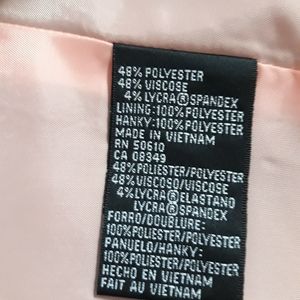 48% POLYESTER
48% VISCOSE
4% LYCRA®SPANDEX
LINING:100% POLYESTER
HANKY:100% POLYESTER
MADE IN VIETNAM
RN 50610
CA 08349
48%POLIESTER/POLYESTER
48%VISCOSO/VISCOSE
4%LYCRA®ELASTANO
LYCRA®SPANDEX
FORRO/DOUBLURE:
100%POLIESTER/POLYESTER
PANUELO/HANKY:
100%POLIESTER/POLYESTER
HECHO EN VIETNAM
FAIT AU VIETNAM